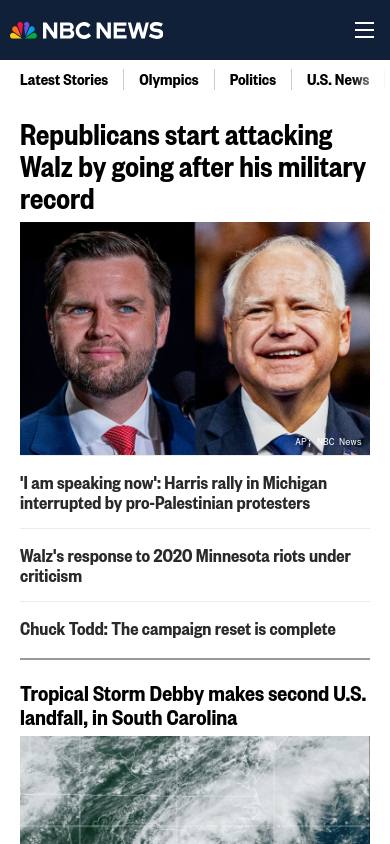 NBC NEWS
Latest Stories
Olympics
Politics
U.S. News
Republicans start attacking
Walz by going after his military
record
AP; NBC News
'I am speaking now': Harris rally in Michigan
interrupted by pro-Palestinian protesters
Walz's response to 2020 Minnesota riots under
criticism
Chuck Todd: The campaign reset is complete
Tropical Storm Debby makes second U.S.
landfall, in South Carolina